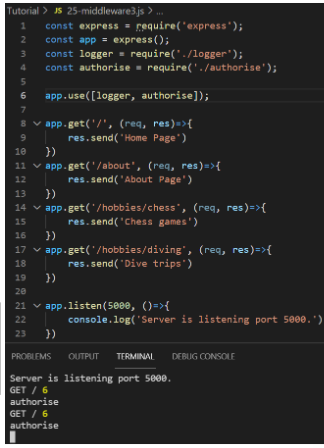 Tutorial > JS 25-middleware3.js > ...
1 const express = require('express');
2 const app = express();
3 const logger = require('./logger');
4 const authorise = require('./authorise');
5
6 app.use([logger, authorise]);
7
8 app.get('/', (req, res)=>{
9 res.send('Home Page')
10 })
11 app.get('/about', (req, res)=>{
12 res.send('About Page')
13 })
14 app.get('/hobbies/chess', (req, res)=>{
15 res.send('Chess games')
16 })
17 app.get('/hobbies/diving', (req, res)=>{
18 res.send('Dive trips')
19 })
20
21 app.listen(5000, ()=>{
22 console.log('Server is listening port 5000.')
23 })
PROBLEMS OUTPUT TERMINAL DEBUG CONSOLE
Server is listening port 5000.
GET / 6
authorise
GET / 6
authorise